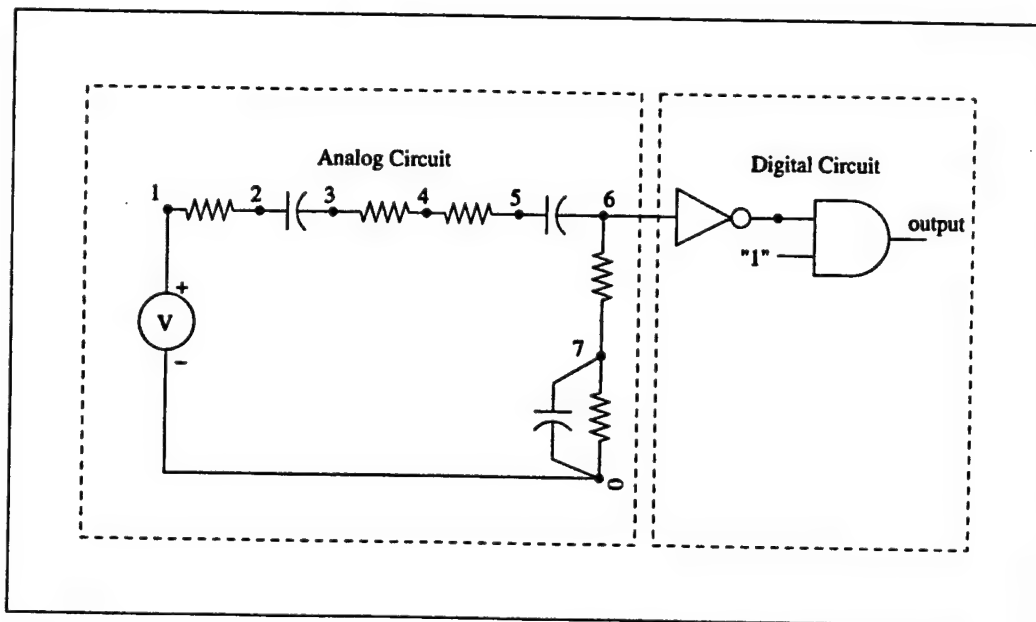 Analog Circuit
Digital Circuit
1
2
3
4
5
6
output
"1"
+
V
−
7
0